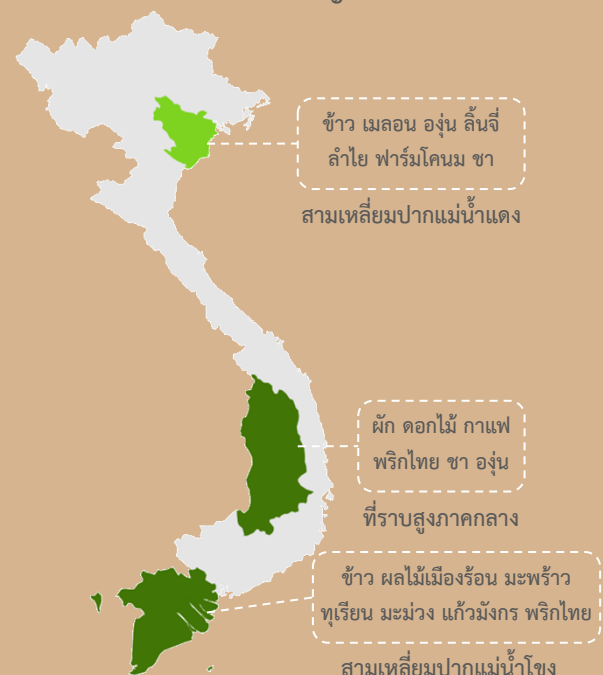 ข้าว เมลอน องุ่น ลิ้นจี่
ลำไย ฟาร์มโคนม ชา
สามเหลี่ยมปากแม่น้ำแดง
ผัก ดอกไม้ กาแฟ
พริกไทย ชา องุ่น
ที่ราบสูงภาคกลาง
ข้าว ผลไม้เมืองร้อน มะพร้าว
ทุเรียน มะม่วง แก้วมังกร พริกไทย
สามเหลี่ยมปากแม่น้ำโขง